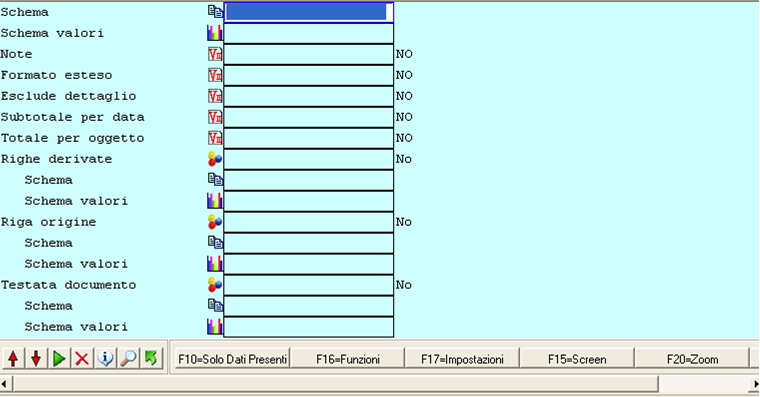 Schema
Schema valori
Note NO
Formato esteso NO
Esclude dettaglio NO
Subtotale per data NO
Totale per oggetto NO
Righe derivate No
Schema
Schema valori
Riga origine No
Schema
Schema valori
Testata documento No
Schema
Schema valori
F10=Solo Dati Presenti F16=Funzioni F17=Impostazioni F15=Screen F20=Zoom